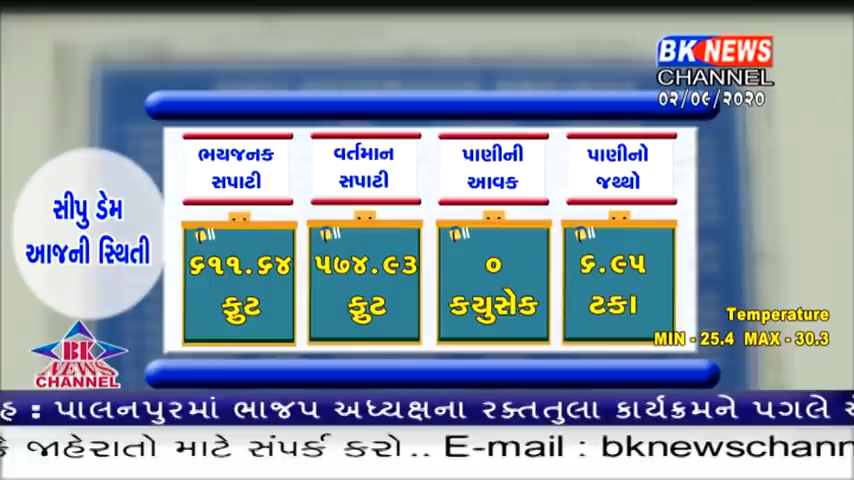 BK NEWS
CHANNEL
૦૨/૦૯/૨૦૨૦
ભયજનક
સપાટી
વર્તમાન
સપાટી
પાણીની
આવક
પાણીનો
જથ્થો
સીપુ ડેમ
આજની સ્થિતી
૬૧૧.૬૪
ફુટ
૫૭૪.૯૩
ફુટ
૦
કયુસેક
૬.૯૫
ટકા
Temperature
MIN - 25.4 MAX - 30.3
BK
NEWS
CHANNEL
: પાલનપુરમાં ભાજપ અધ્યક્ષના રક્તતુલા કાર્યક્રમને પગલે
જાહેરાતો માટે સંપર્ક કરો.. E-mail : bknewschann